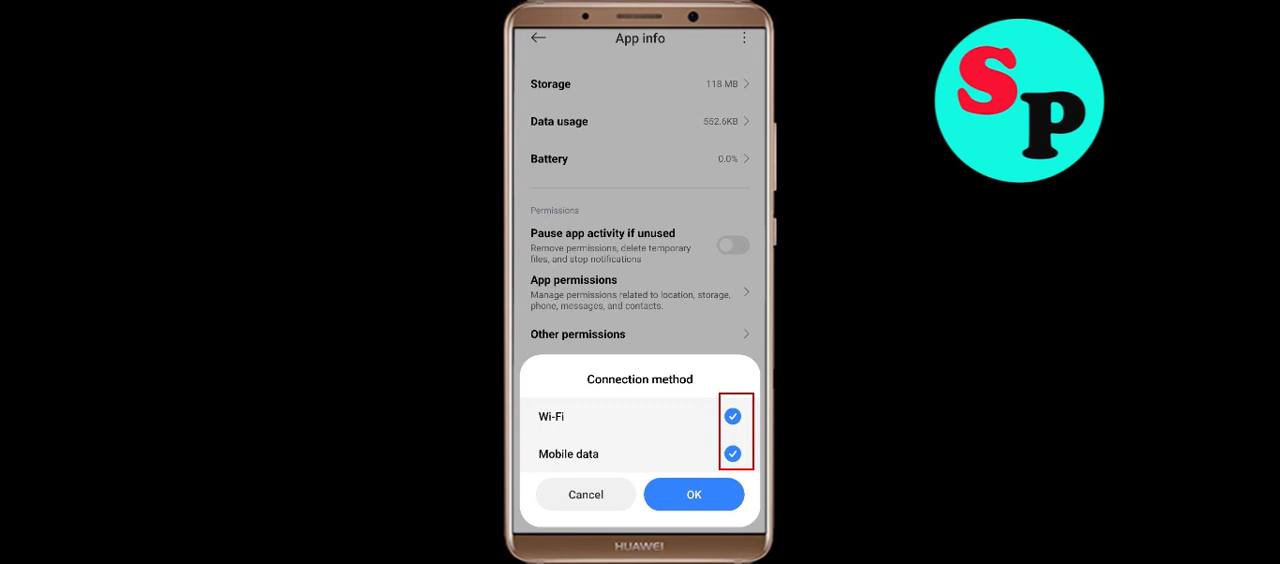 App info
Storage 118 MB
Data usage 552.6KB
Battery 0.0%
Permissions
Pause app activity if unused
Remove permissions, delete temporary
files, and stop notifications
App permissions
Manage permissions related to location, storage,
phone, messages, and contacts.
Other permissions
Connection method
Wi-Fi
Mobile data
Cancel OK
HUAWEI
SP